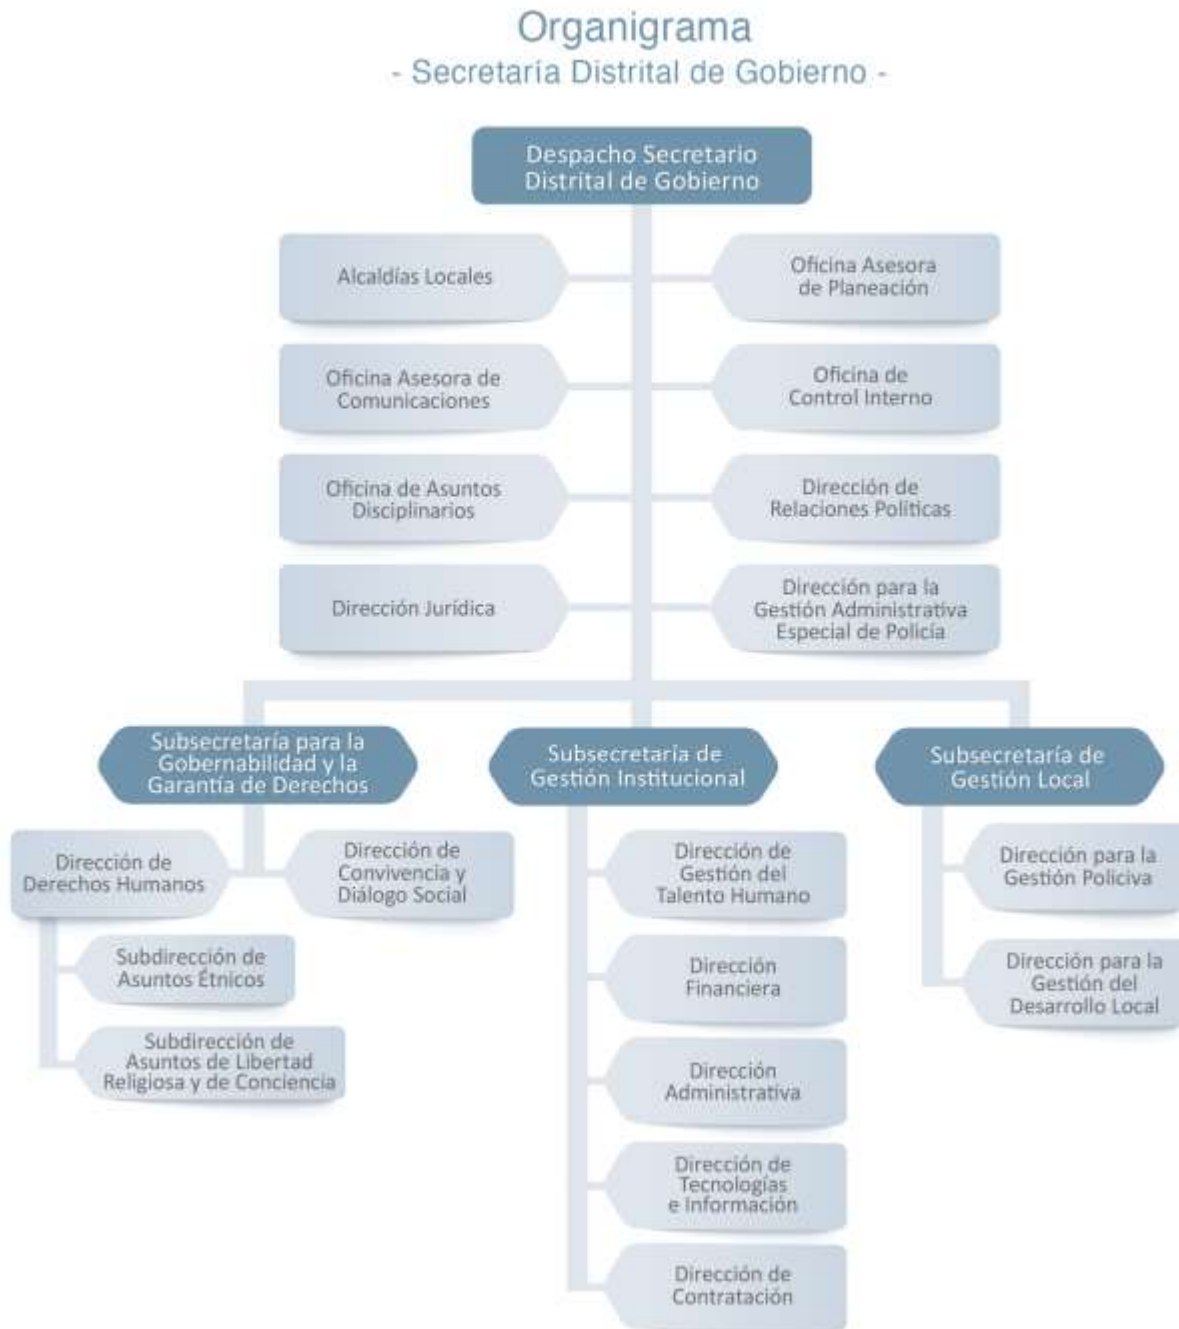 Organigrama
- Secretaría Distrital de Gobierno -
Despacho Secretario
Distrital de Gobierno
Alcaldías Locales
Oficina Asesora
de Planeación
Oficina Asesora de
Comunicaciones
Oficina de
Control Interno
Oficina de Asuntos
Disciplinarios
Dirección de
Relaciones Políticas
Dirección Jurídica
Dirección para la
Gestión Administrativa
Especial de Policía
Subsecretaría para la
Gobernabilidad y la
Garantía de Derechos
Subsecretaría de
Gestión Institucional
Subsecretaría de
Gestión Local
Dirección de
Derechos Humanos
Dirección de
Convivencia y
Diálogo Social
Subdirección de
Asuntos Étnicos
Subdirección de
Asuntos de Libertad
Religiosa y de Conciencia
Dirección de
Gestión del
Talento Humano
Dirección
Financiera
Dirección
Administrativa
Dirección de
Tecnologías
e Información
Dirección de
Contratación
Dirección para la
Gestión Policiva
Dirección para la
Gestión del
Desarrollo Local